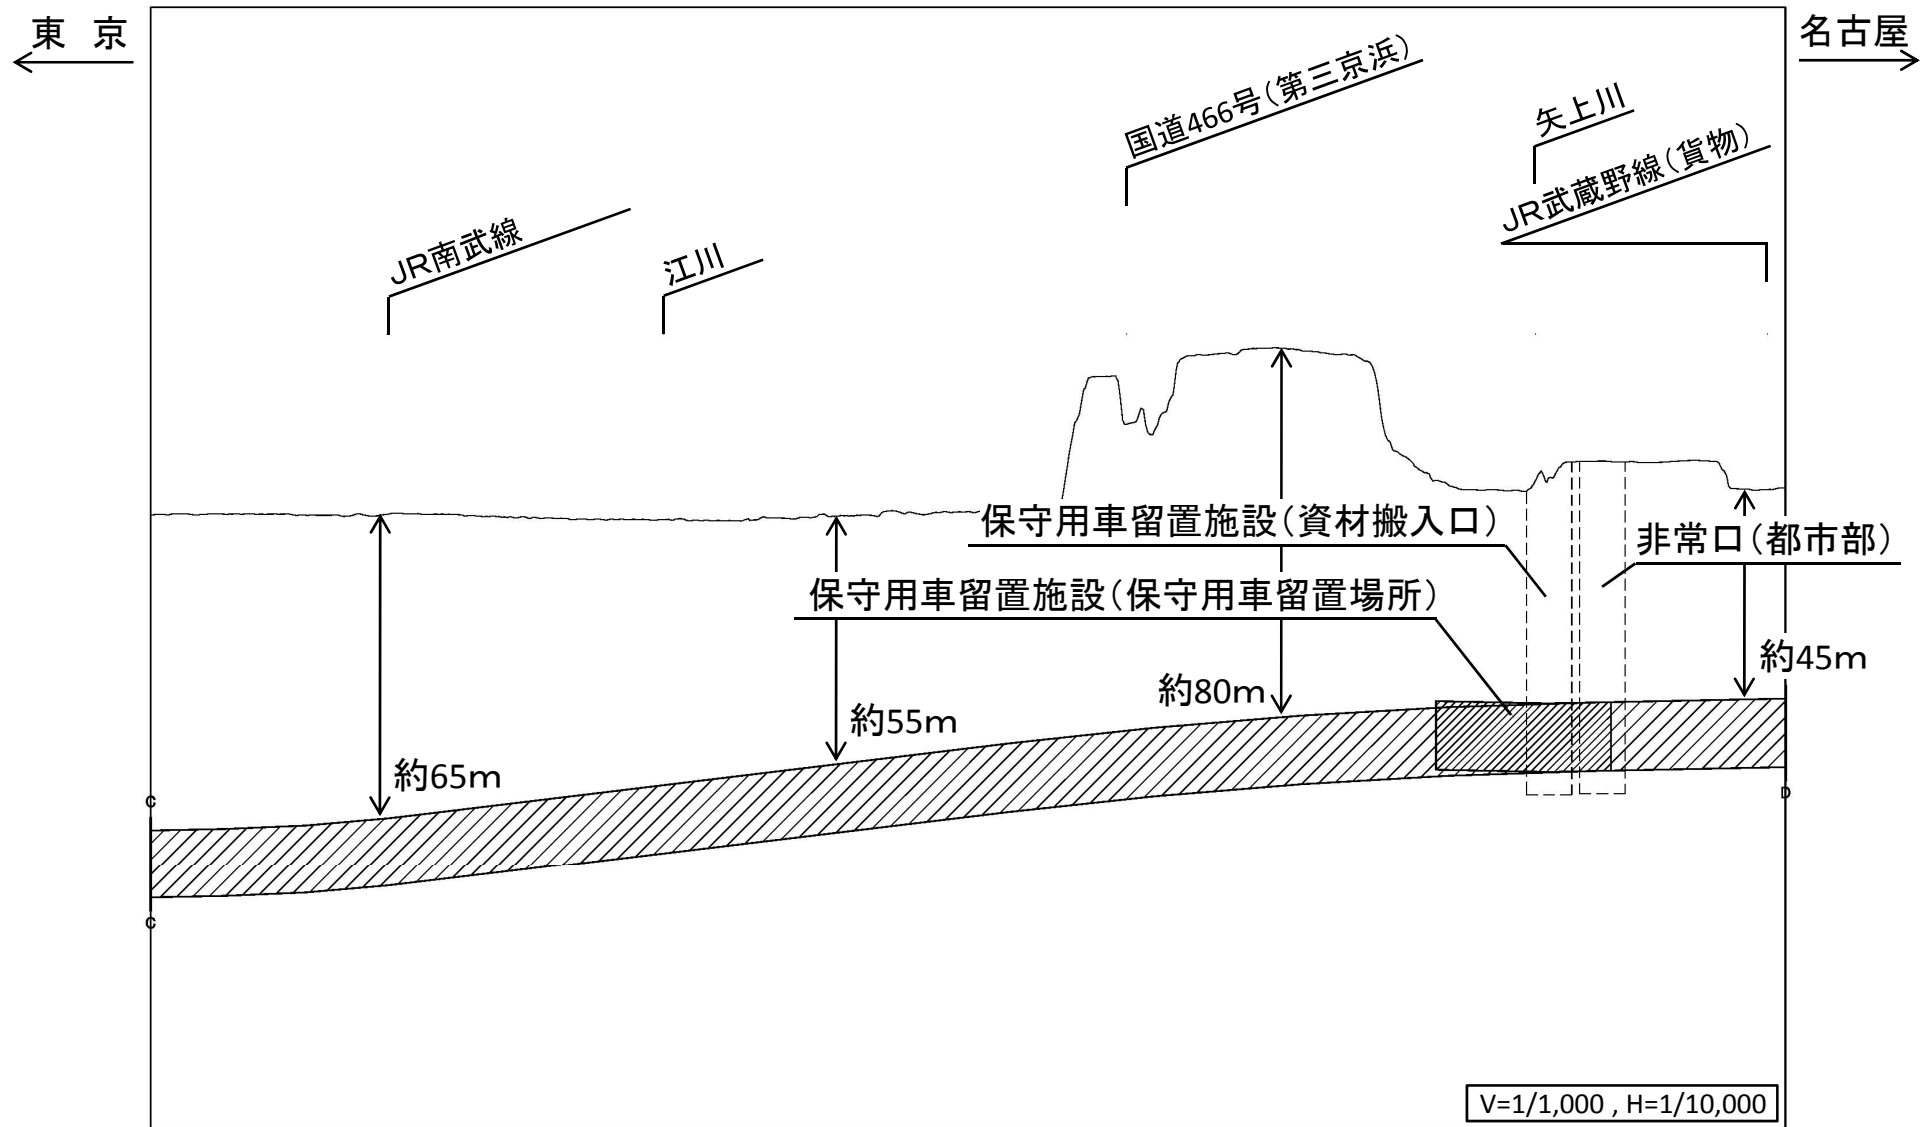 東 京
名古屋
国道466号(第三京浜)
矢上川
JR武蔵野線(貨物)
JR南武線
江川
保守用車留置施設(資材搬入口)
非常口(都市部)
保守用車留置施設(保守用車留置場所)
約45m
約80m
約55m
約65m
C
D
C
V=1/1,000 , H=1/10,000